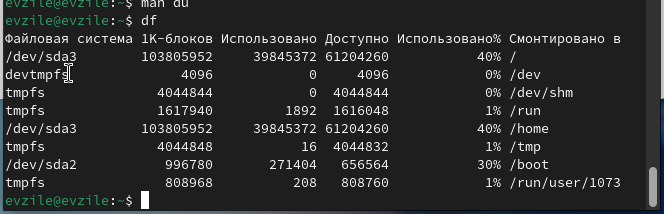 evzile@evzile:~$ man du
evzile@evzile:~$ df
Файловая система 1K-блоков Использовано Доступно Использовано% Смонтировано в
/dev/sda3 103805952 39845372 61204260 40% /
devtmpfs 4096 0 4096 0% /dev
tmpfs 4044844 0 4044844 0% /dev/shm
tmpfs 1617940 1892 1616048 1% /run
/dev/sda3 103805952 39845372 61204260 40% /home
tmpfs 4044848 16 4044832 1% /tmp
/dev/sda2 996780 271404 656564 30% /boot
tmpfs 808968 208 808760 1% /run/user/1073
evzile@evzile:~$